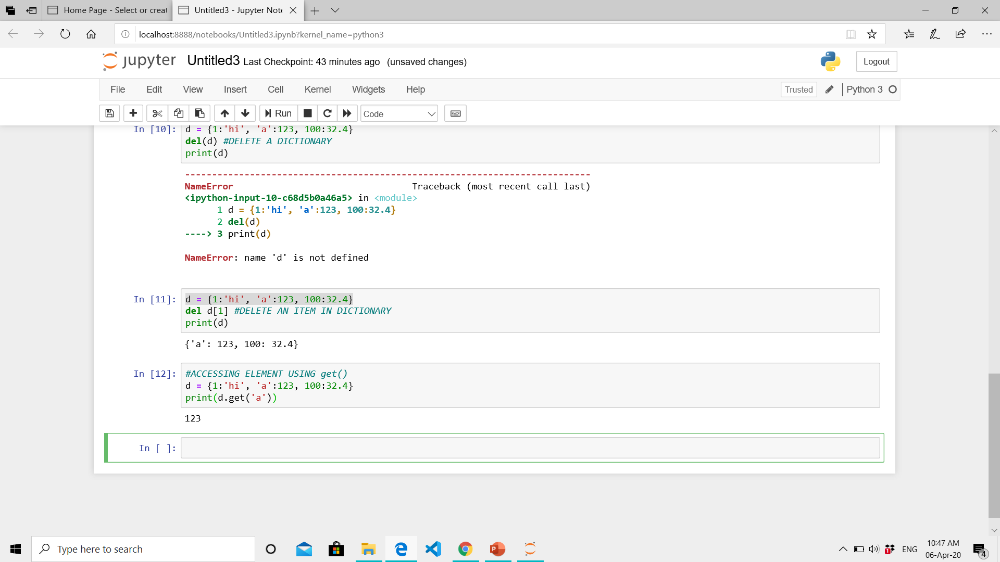 Home Page - Select or creat
Untitled3 - Jupyter Note
localhost:8888/notebooks/Untitled3.ipynb?kernel_name=python3
jupyter Untitled3 Last Checkpoint: 43 minutes ago (unsaved changes)
Logout
File Edit View Insert Cell Kernel Widgets Help
Trusted Python 3
Run Code
In [10]: d = {1:'hi', 'a':123, 100:32.4}
del(d) #DELETE A DICTIONARY
print(d)
---------------------------------------------------------------------------
NameError Traceback (most recent call last)
<ipython-input-10-c68d5b0a46a5> in <module>
1 d = {1:'hi', 'a':123, 100:32.4}
2 del(d)
----> 3 print(d)
NameError: name 'd' is not defined
In [11]: d = {1:'hi', 'a':123, 100:32.4}
del d[1] #DELETE AN ITEM IN DICTIONARY
print(d)
{'a': 123, 100: 32.4}
In [12]: #ACCESSING ELEMENT USING get()
d = {1:'hi', 'a':123, 100:32.4}
print(d.get('a'))
123
In [ ]:
Type here to search
P
1
ENG
10:47 AM
06-Apr-20
4